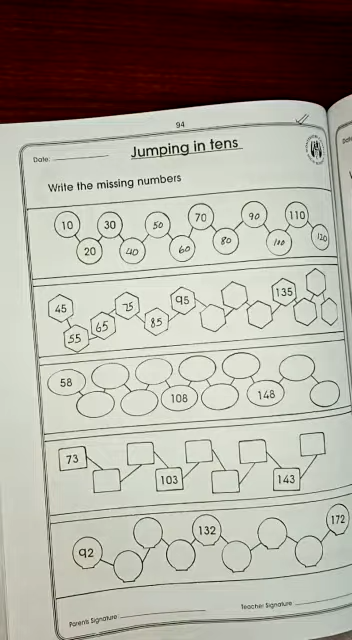 94
Date:
Jumping in tens
Write the missing numbers
10 20 30 40 50 60 70 80 90 100 110 120
45 55 65 75 85 95 135
58 108 148
73 103 143
92 132 172
Parents Signature
Teacher Signature